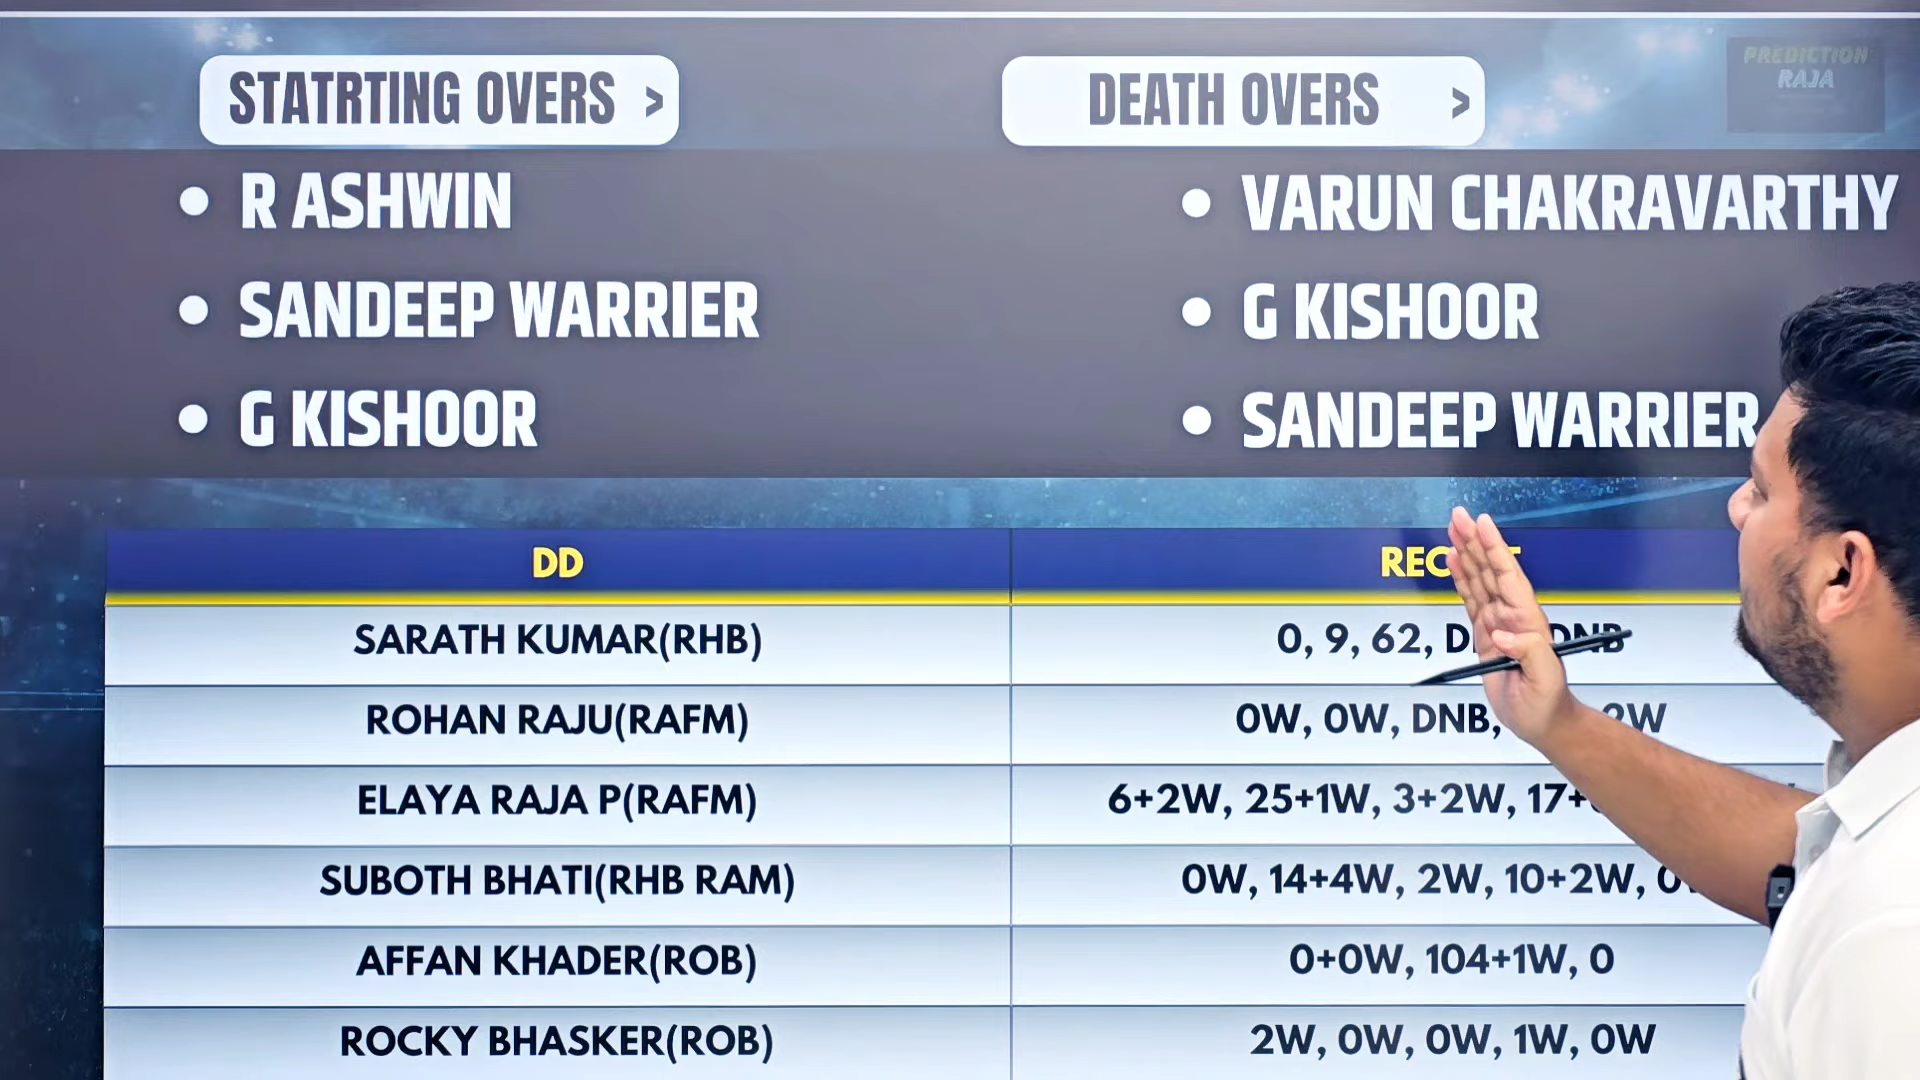 PREDICTION
RAJA
STATRTING OVERS >
DEATH OVERS >
• R ASHWIN
• SANDEEP WARRIER
• G KISHOOR
• VARUN CHAKRAVARTHY
• G KISHOOR
• SANDEEP WARRIER
DD
SARATH KUMAR(RHB) 0, 9, 62,
ROHAN RAJU(RAFM) 0W, 0W, DNB, 2W
ELAYA RAJA P(RAFM) 6+2W, 25+1W, 3+2W,
SUBOTH BHATI(RHB RAM) 0W, 14+4W, 2W, 10+2W,
AFFAN KHADER(ROB) 0+0W, 104+1W, 0
ROCKY BHASKER(ROB) 2W, 0W, 0W, 1W, 0W